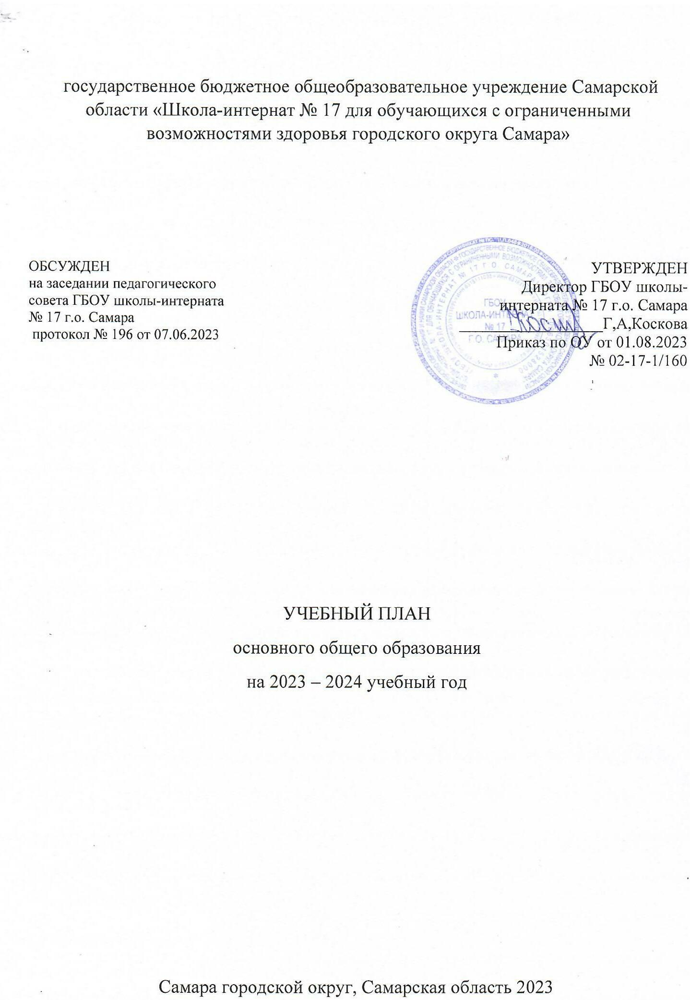 государственное бюджетное общеобразовательное учреждение Самарской
области «Школа-интернат № 17 для обучающихся с ограниченными
возможностями здоровья городского округа Самара»
ОБСУЖДЕН
на заседании педагогического
совета ГБОУ школы-интерната
№ 17 г.о. Самара
протокол № 196 от 07.06.2023
УТВЕРЖДЕН
Директор ГБОУ школы-
интерната № 17 г.о. Самара
Г,А,Коскова
Приказ по ОУ от 01.08.2023
№ 02-17-1/160
ГБОУ
ШКОЛА-ИНТЕРНАТ
№ 17
Г.О. САМАРА
УЧЕБНЫЙ ПЛАН
основного общего образования
на 2023 – 2024 учебный год
Самара городской округ, Самарская область 2023